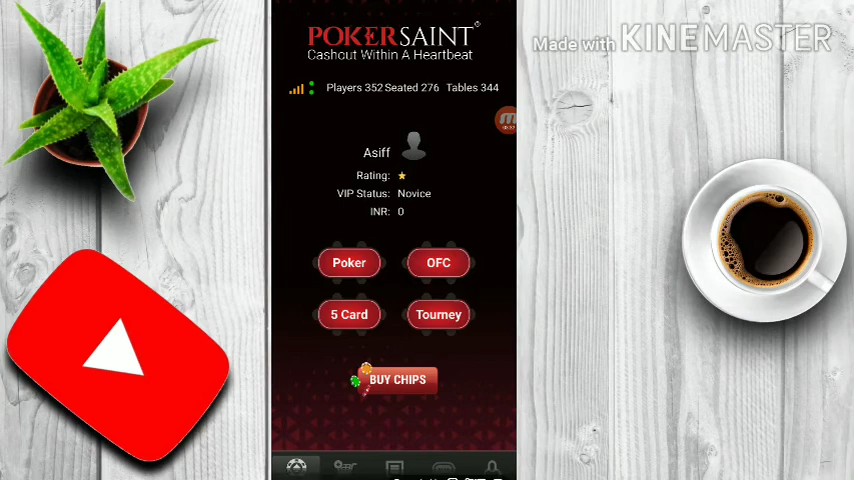 POKERSAINT
Cashout Within A Heartbeat
Made with KINEMASTER
Players 352 Seated 276 Tables 344
Asiff
Rating:
VIP Status: Novice
INR: 0
Poker
OFC
5 Card
Tourney
BUY CHIPS